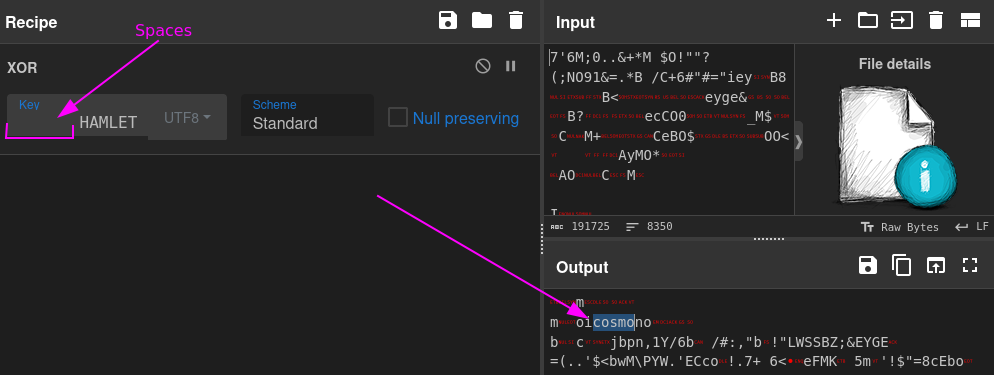 Recipe
Spaces
XOR
Key
HAMLET
UTF8
Scheme
Standard
Null preserving
Input
7'6M;0..&+*M $O!""?
(;NO91&=.*B /C+6#"#="iey B8
B< eyge&
B? ecCO0 _M$
C M+ CeBO$ OO<
AyMO*
AO C M
I
File details
ABC 191725 8350
Raw Bytes LF
Output
m
m oicosmono
b c jbpn,1Y/6b /#:,"b !"LWSSBZ;&EYGE
=(..'$<bwM\PYW.'ECco !.7+ 6< eFMK 5m '!$"=8cEbo